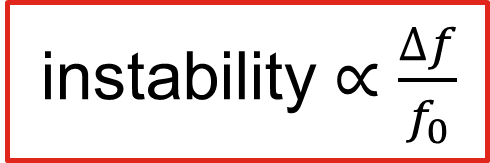 instability ∝ Δf/f₀